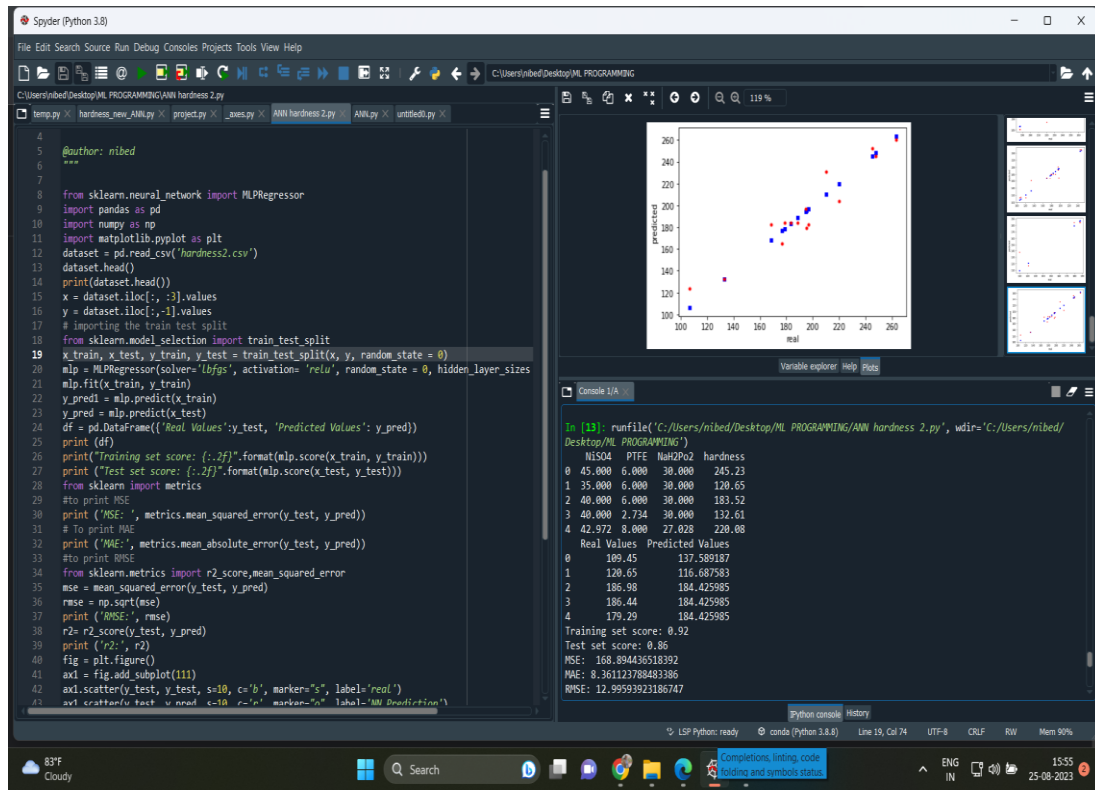 Spyder (Python 3.8)
File Edit Search Source Run Debug Consoles Projects Tools View Help
C:\Users\nibed\Desktop\ML PROGRAMMING
C:\Users\nibed\Desktop\ML PROGRAMMING\ANN hardness 2.py
temp.py hardness_new_ANN.py project.py _axes.py ANN hardness 2.py ANN.py untitled0.py
4
5 @author: nibed
6 """
7
8 from sklearn.neural_network import MLPRegressor
9 import pandas as pd
10 import numpy as np
11 import matplotlib.pyplot as plt
12 dataset = pd.read_csv('hardness2.csv')
13 dataset.head()
14 print(dataset.head())
15 x = dataset.iloc[:, :3].values
16 y = dataset.iloc[:,-1].values
17 # importing the train test split
18 from sklearn.model_selection import train_test_split
19 x_train, x_test, y_train, y_test = train_test_split(x, y, random_state = 0)
20 mlp = MLPRegressor(solver='lbfgs', activation= 'relu', random_state = 0, hidden_layer_sizes
21 mlp.fit(x_train, y_train)
22 y_pred1 = mlp.predict(x_train)
23 y_pred = mlp.predict(x_test)
24 df = pd.DataFrame({'Real Values':y_test, 'Predicted Values': y_pred})
25 print (df)
26 print("Training set score: {:.2f}".format(mlp.score(x_train, y_train)))
27 print ("Test set score: {:.2f}".format(mlp.score(x_test, y_test)))
28 from sklearn import metrics
29 #to print MSE
30 print ('MSE: ', metrics.mean_squared_error(y_test, y_pred))
31 # To print MAE
32 print ('MAE:', metrics.mean_absolute_error(y_test, y_pred))
33 #to print RMSE
34 from sklearn.metrics import r2_score,mean_squared_error
35 mse = mean_squared_error(y_test, y_pred)
36 rmse = np.sqrt(mse)
37 print ('RMSE:', rmse)
38 r2= r2_score(y_test, y_pred)
39 print ('r2:', r2)
40 fig = plt.figure()
41 ax1 = fig.add_subplot(111)
42 ax1.scatter(y_test, y_test, s=10, c='b', marker="s", label='real')
43 ax1.scatter(y_test, y_pred, s=10, c='r', marker="o", label='NN Prediction')
119 %
260
240
220
200
180
160
140
120
100
predicted
100 120 140 160 180 200 220 240 260
real
Variable explorer Help Plots
Console 1/A
In [13]: runfile('C:/Users/nibed/Desktop/ML PROGRAMMING/ANN hardness 2.py', wdir='C:/Users/nibed/
Desktop/ML PROGRAMMING')
NiSO4 PTFE NaH2Po2 hardness
0 45.000 6.000 30.000 245.23
1 35.000 6.000 30.000 120.65
2 40.000 6.000 30.000 183.52
3 40.000 2.734 30.000 132.61
4 42.972 8.000 27.028 220.08
Real Values Predicted Values
0 109.45 137.589187
1 120.65 116.687583
2 186.98 184.425985
3 186.44 184.425985
4 179.29 184.425985
Training set score: 0.92
Test set score: 0.86
MSE: 168.894436518392
MAE: 8.361123788483386
RMSE: 12.99593923186747
IPython console History
LSP Python: ready conda (Python 3.8.8) Line 19, Col 74 UTF-8 CRLF RW Mem 90%
Completions, linting, code
folding and symbols status.
83°F
Cloudy
Search
ENG
IN
15:55
25-08-2023
2